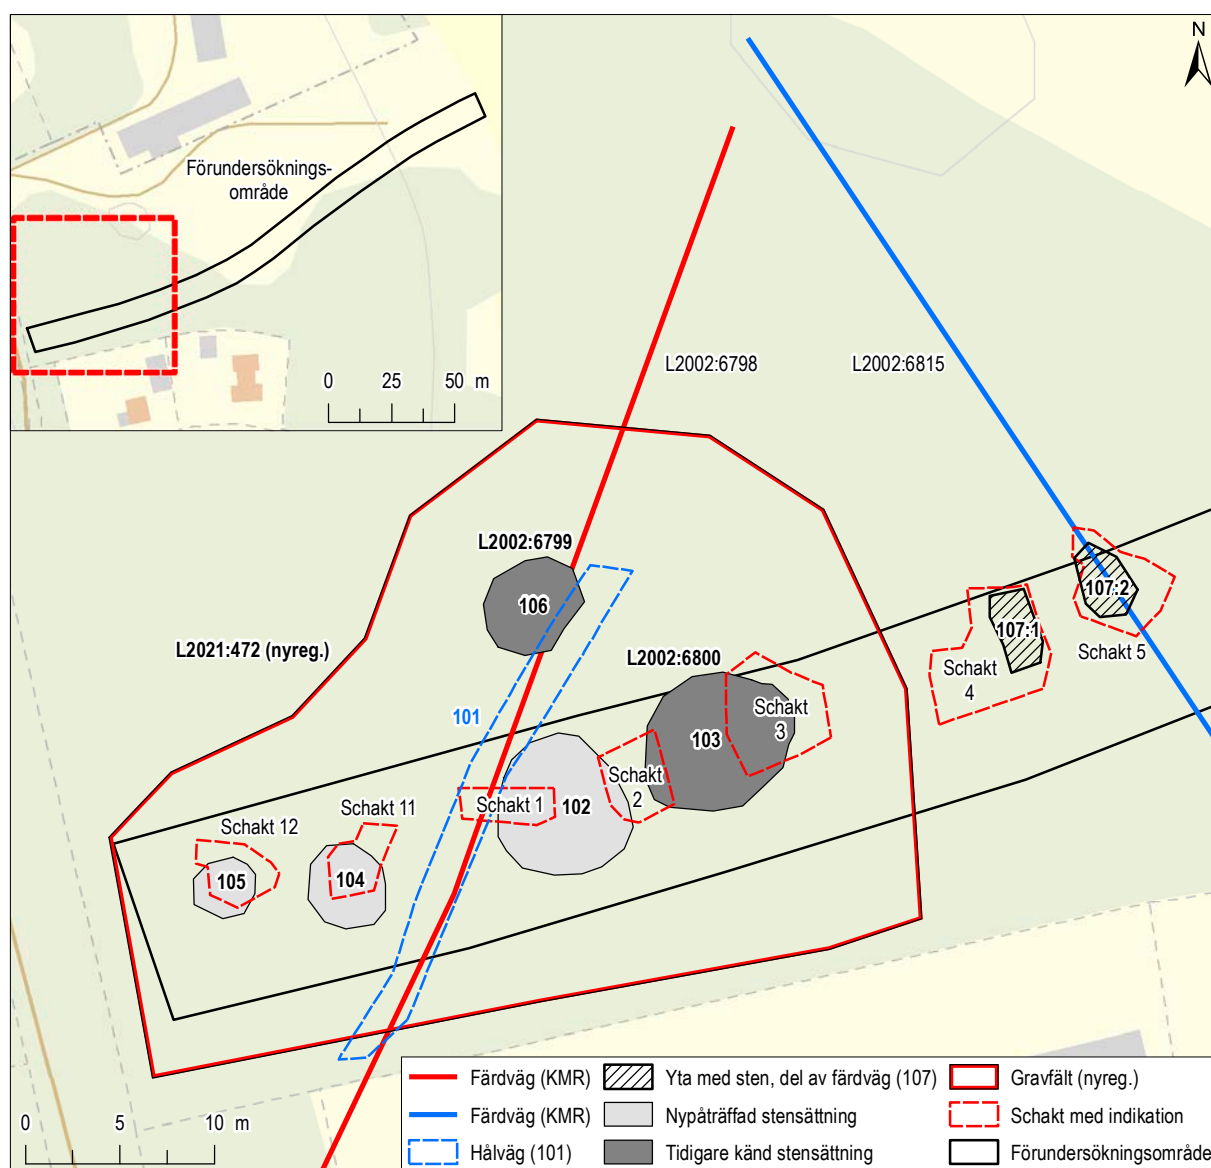 N
Förundersöknings-
område
0 25 50 m
L2002:6798
L2002:6815
L2002:6799
106
107:2
107:1
L2021:472 (nyreg.)
L2002:6800
Schakt 5
Schakt
4
101
Schakt
3
103
Schakt
2
Schakt 1
102
Schakt 11
Schakt 12
105
104
0 5 10 m
Färdväg (KMR)
Färdväg (KMR)
Hålväg (101)
Yta med sten, del av färdväg (107)
Nypåträffad stensättning
Tidigare känd stensättning
Gravfält (nyreg.)
Schakt med indikation
Förundersökningsområde